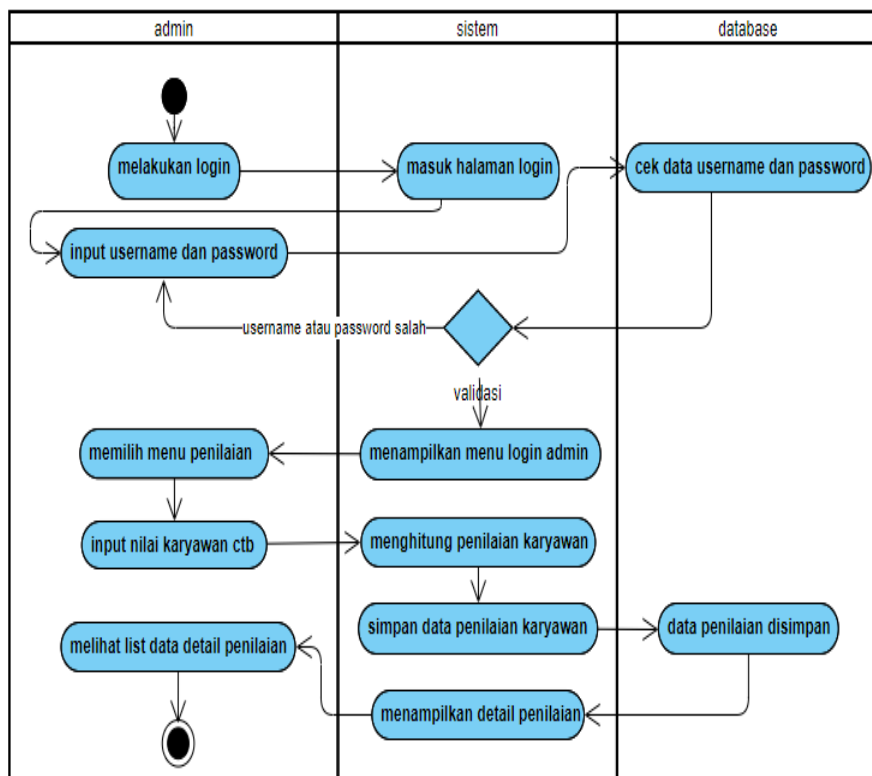 admin
sistem
database
melakukan login
masuk halaman login
cek data username dan password
input username dan password
username atau password salah
validasi
memilih menu penilaian
menampilkan menu login admin
input nilai karyawan ctb
menghitung penilaian karyawan
simpan data penilaian karyawan
data penilaian disimpan
melihat list data detail penilaian
menampilkan detail penilaian